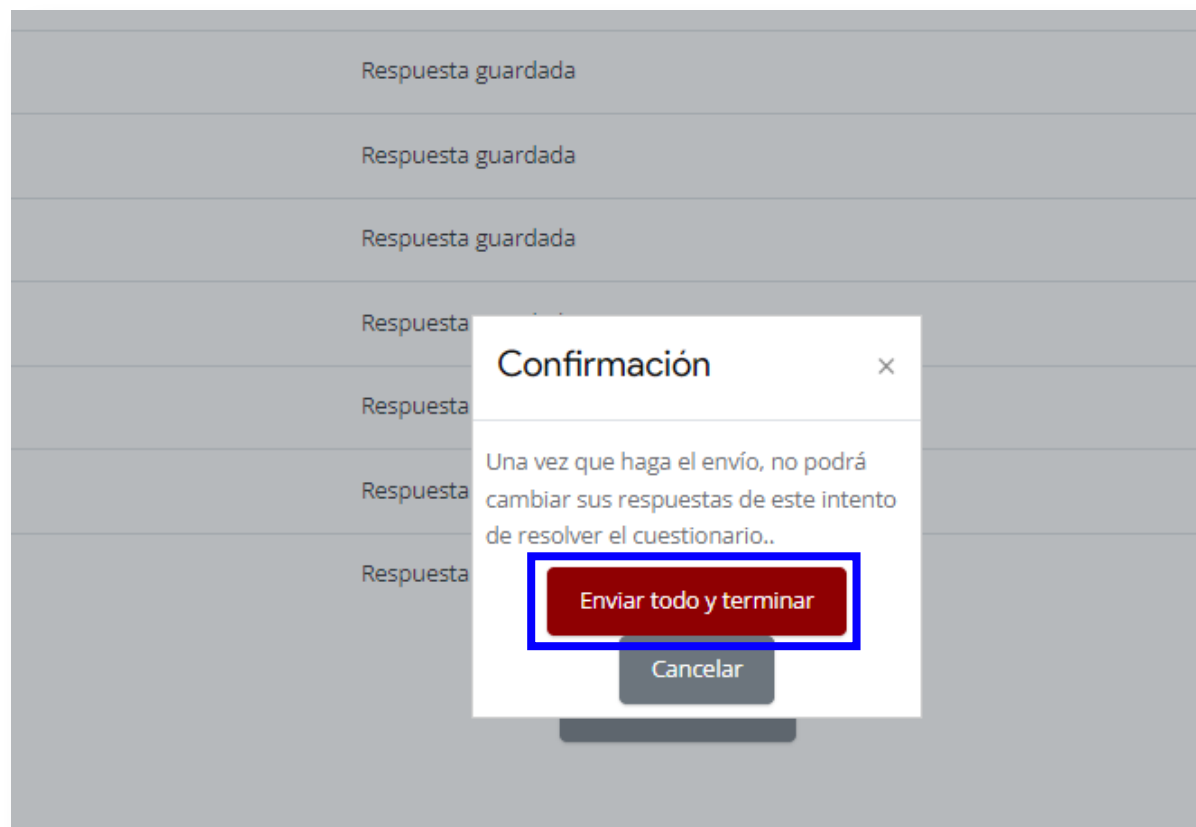 Respuesta guardada
Respuesta guardada
Respuesta guardada
Respuesta
Confirmación ×
Respuesta
Una vez que haga el envío, no podrá
cambiar sus respuestas de este intento
Respuesta
de resolver el cuestionario..
Respuesta
Enviar todo y terminar
Cancelar